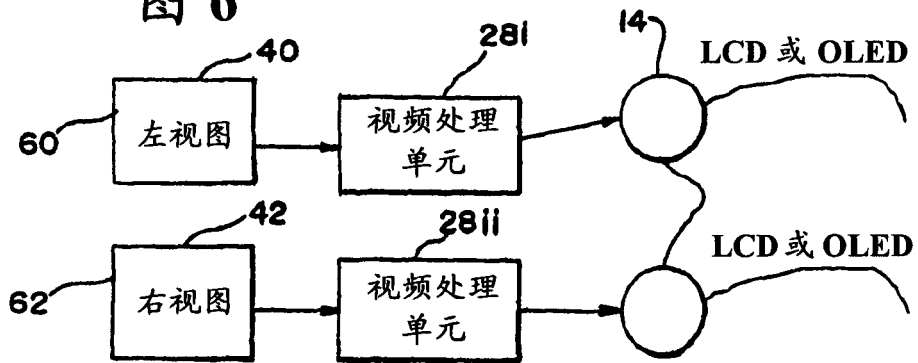 图 6
40
28i
14
LCD 或 OLED
60
左视图
视频处理
单元
42
28ii
LCD 或 OLED
62
右视图
视频处理
单元